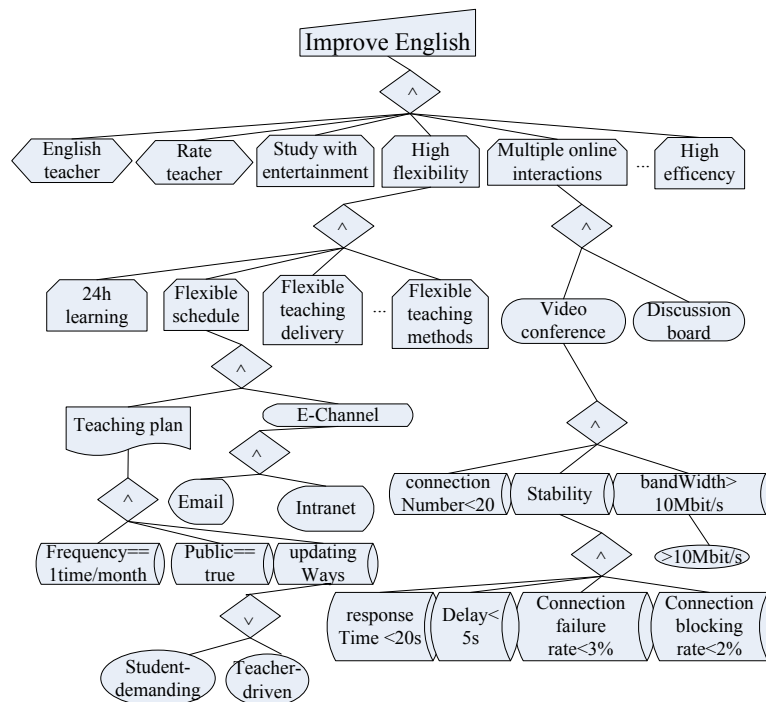 Improve English
^
English
teacher
Rate
teacher
Study with
entertainment
High
flexibility
Multiple online
interactions
...
High
efficency
^
^
24h
learning
Flexible
schedule
Flexible
teaching
delivery
...
Flexible
teaching
methods
Video
conference
Discussion
board
^
^
Teaching plan
E-Channel
^
^
Email
Intranet
connection
Number<20
Stability
bandWidth>
10Mbit/s
Frequency==
1time/month
Public==
true
updating
Ways
^
>10Mbit/s
v
response
Time <20s
Delay<
5s
Connection
failure
rate<3%
Connection
blocking
rate<2%
Student-
demanding
Teacher-
driven